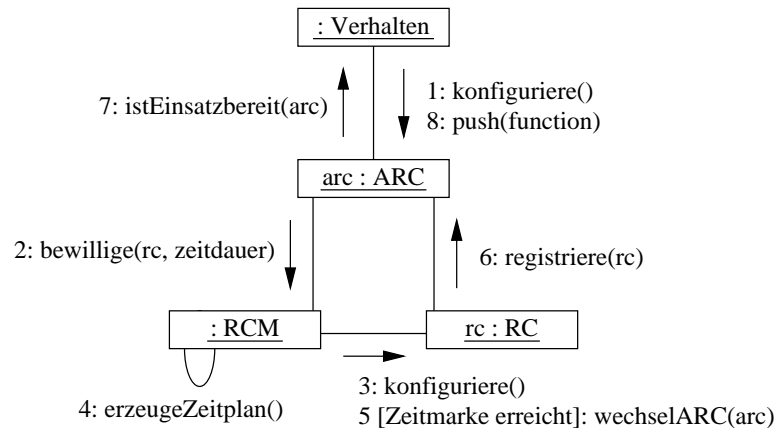 : Verhalten
7: istEinsatzbereit(arc)
1: konfiguriere()
8: push(function)
arc : ARC
2: bewillige(rc, zeitdauer)
6: registriere(rc)
: RCM
rc : RC
4: erzeugeZeitplan()
3: konfiguriere()
5 [Zeitmarke erreicht]: wechselARC(arc)